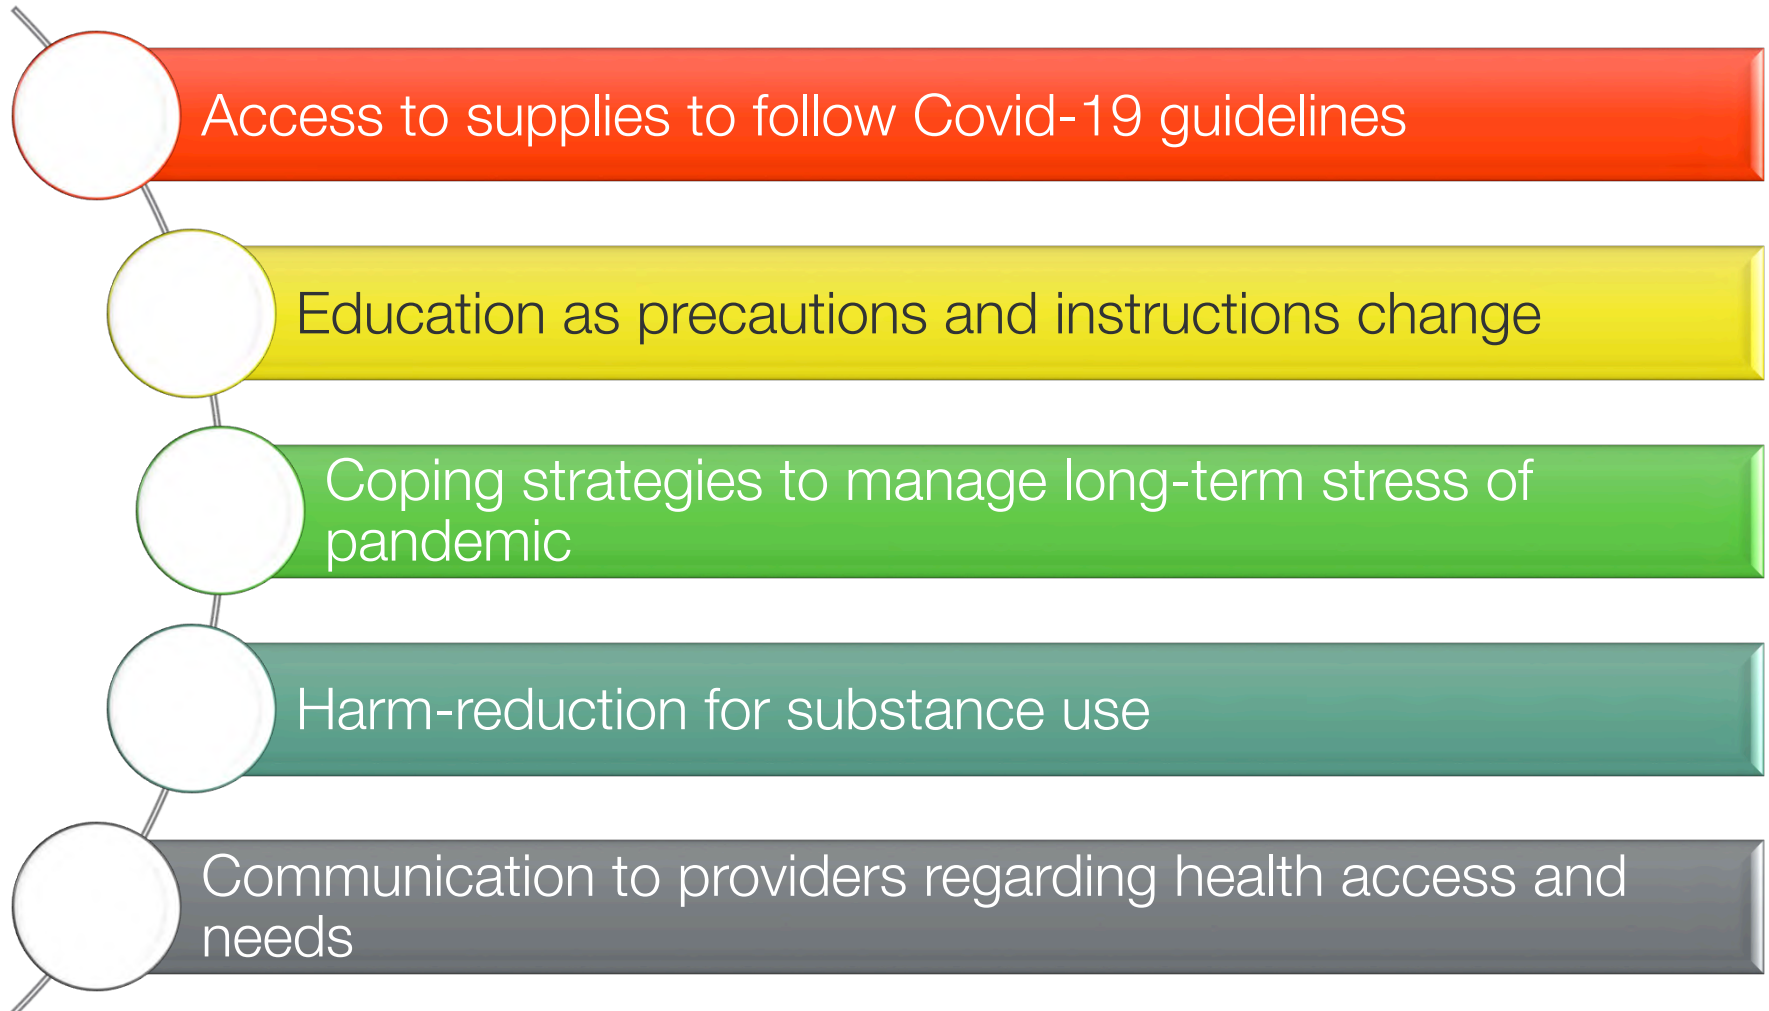 Access to supplies to follow Covid-19 guidelines
Education as precautions and instructions change
Coping strategies to manage long-term stress of
pandemic
Harm-reduction for substance use
Communication to providers regarding health access and
needs